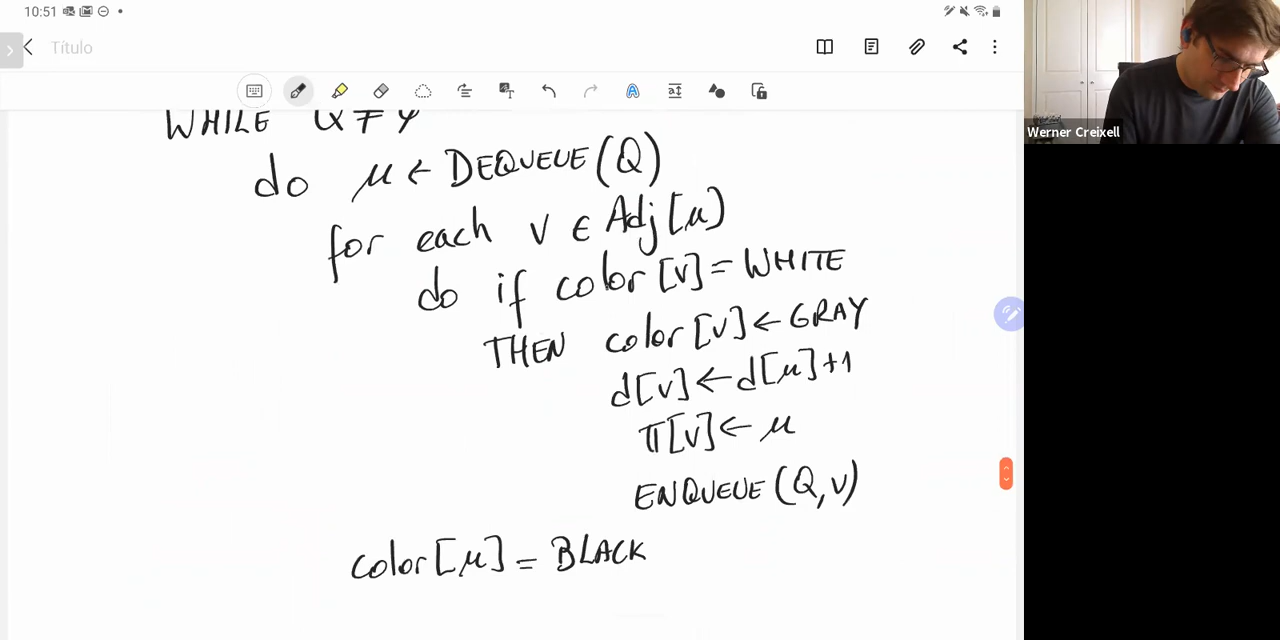 10:51
Título
WHILE Q ≠ φ
do μ ← DEQUEUE(Q)
for each v ∈ Adj[μ]
do if color[v] = WHITE
THEN color[v] ← GRAY
d[v] ← d[μ]+1
π[v] ← μ
ENQUEUE(Q,v)
color[μ] = BLACK
Werner Creixell